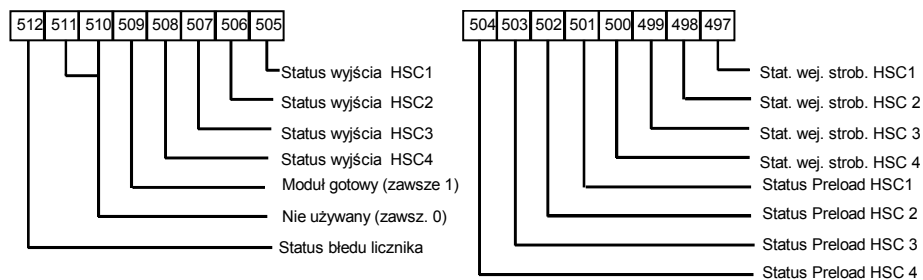 512 511 510 509 508 507 506 505
Status wyjścia HSC1
Status wyjścia HSC2
Status wyjścia HSC3
Status wyjścia HSC4
Moduł gotowy (zawsze 1)
Nie używany (zawsz. 0)
Status błedu licznika
504 503 502 501 500 499 498 497
Stat. wej. strob. HSC1
Stat. wej. strob. HSC 2
Stat. wej. strob. HSC 3
Stat. wej. strob. HSC 4
Status Preload HSC1
Status Preload HSC 2
Status Preload HSC 3
Status Preload HSC 4